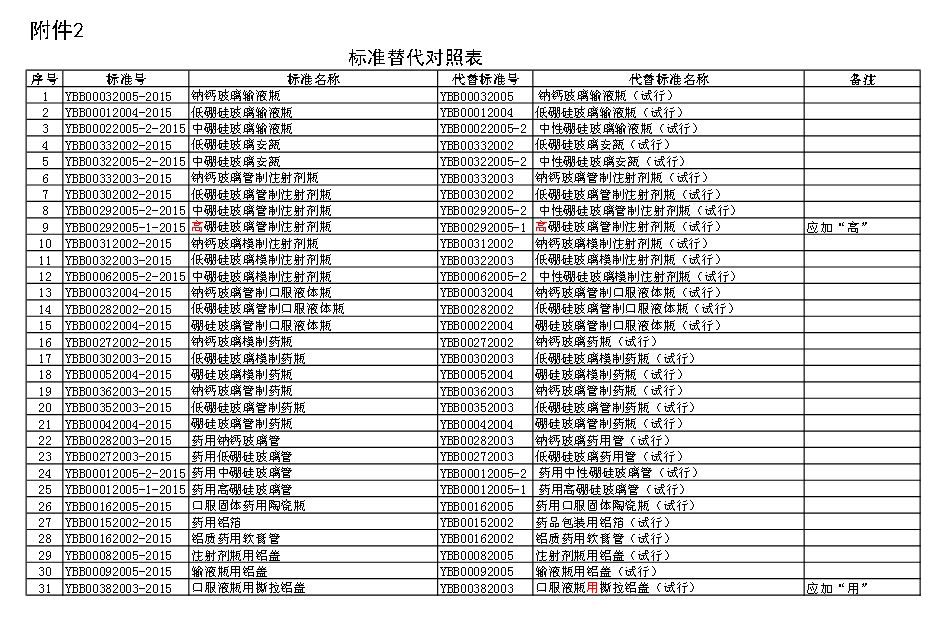 附件2
标准替代对照表
序号 标准号 标准名称 代替标准号 代替标准名称 备注
1 YBB00032005-2015 钠钙玻璃输液瓶 YBB00032005 钠钙玻璃输液瓶（试行）
2 YBB00012004-2015 低硼硅玻璃输液瓶 YBB00012004 低硼硅玻璃输液瓶（试行）
3 YBB00022005-2-2015 中硼硅玻璃输液瓶 YBB00022005-2 中性硼硅玻璃输液瓶（试行）
4 YBB00332002-2015 低硼硅玻璃安瓿 YBB00332002 低硼硅玻璃安瓿（试行）
5 YBB00322005-2-2015 中硼硅玻璃安瓿 YBB00322005-2 中性硼硅玻璃安瓿（试行）
6 YBB00332003-2015 钠钙玻璃管制注射剂瓶 YBB00332003 钠钙玻璃管制注射剂瓶（试行）
7 YBB00302002-2015 低硼硅玻璃管制注射剂瓶 YBB00302002 低硼硅玻璃管制注射剂瓶（试行）
8 YBB00292005-2-2015 中硼硅玻璃管制注射剂瓶 YBB00292005-2 中性硼硅玻璃管制注射剂瓶（试行）
9 YBB00292005-1-2015 高硼硅玻璃管制注射剂瓶 YBB00292005-1 高硼硅玻璃管制注射剂瓶（试行） 应加“高”
10 YBB00312002-2015 钠钙玻璃模制注射剂瓶 YBB00312002 钠钙玻璃模制注射剂瓶（试行）
11 YBB00322003-2015 低硼硅玻璃模制注射剂瓶 YBB00322003 低硼硅玻璃模制注射剂瓶（试行）
12 YBB00062005-2-2015 中硼硅玻璃模制注射剂瓶 YBB00062005-2 中性硼硅玻璃模制注射剂瓶（试行）
13 YBB00032004-2015 钠钙玻璃管制口服液体瓶 YBB00032004 钠钙玻璃管制口服液体瓶（试行）
14 YBB00282002-2015 低硼硅玻璃管制口服液体瓶 YBB00282002 低硼硅玻璃管制口服液体瓶（试行）
15 YBB00022004-2015 硼硅玻璃管制口服液体瓶 YBB00022004 硼硅玻璃管制口服液体瓶（试行）
16 YBB00272002-2015 钠钙玻璃模制药瓶 YBB00272002 钠钙玻璃药瓶（试行）
17 YBB00302003-2015 低硼硅玻璃模制药瓶 YBB00302003 低硼硅玻璃模制药瓶（试行）
18 YBB00052004-2015 硼硅玻璃模制药瓶 YBB00052004 硼硅玻璃模制药瓶（试行）
19 YBB00362003-2015 钠钙玻璃管制药瓶 YBB00362003 钠钙玻璃管制药瓶（试行）
20 YBB00352003-2015 低硼硅玻璃管制药瓶 YBB00352003 低硼硅玻璃管制药瓶（试行）
21 YBB00042004-2015 硼硅玻璃管制药瓶 YBB00042004 硼硅玻璃管制药瓶（试行）
22 YBB00282003-2015 药用钠钙玻璃管 YBB00282003 钠钙玻璃药用管（试行）
23 YBB00272003-2015 药用低硼硅玻璃管 YBB00272003 低硼硅玻璃药用管（试行）
24 YBB00012005-2-2015 药用中硼硅玻璃管 YBB00012005-2 药用中性硼硅玻璃管（试行）
25 YBB00012005-1-2015 药用高硼硅玻璃管 YBB00012005-1 药用高硼硅玻璃管（试行）
26 YBB00162005-2015 口服固体药用陶瓷瓶 YBB00162005 药用口服固体陶瓷瓶（试行）
27 YBB00152002-2015 药用铝箔 YBB00152002 药品包装用铝箔（试行）
28 YBB00162002-2015 铝质药用软膏管 YBB00162002 铝质药用软膏管（试行）
29 YBB00082005-2015 注射剂瓶用铝盖 YBB00082005 注射剂瓶用铝盖（试行）
30 YBB00092005-2015 输液瓶用铝盖 YBB00092005 输液瓶用铝盖（试行）
31 YBB00382003-2015 口服液瓶用撕拉铝盖 YBB00382003 口服液瓶用撕拉铝盖（试行） 应加“用”